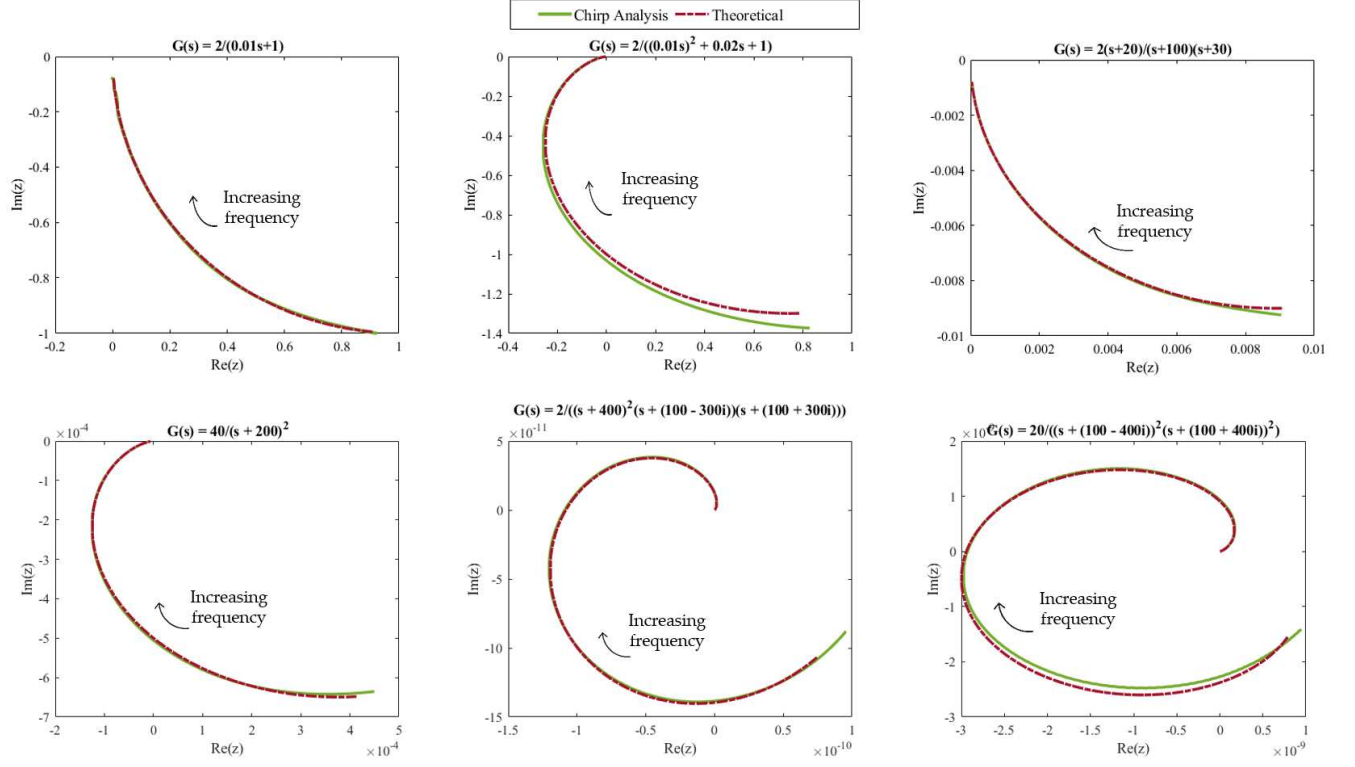 Chirp Analysis Theoretical
G(s) = 2/(0.01s+1)
0
-0.2
-0.4
-0.6
-0.8
-1
Im(z)
Increasing
frequency
-0.2 0 0.2 0.4 0.6 0.8 1
Re(z)
G(s) = 2/((0.01s)² + 0.02s + 1)
0
-0.2
-0.4
-0.6
-0.8
-1
-1.2
-1.4
Im(z)
Increasing
frequency
-0.4 -0.2 0 0.2 0.4 0.6 0.8 1
Re(z)
G(s) = 2(s+20)/(s+100)(s+30)
0
-0.002
-0.004
-0.006
-0.008
-0.01
Im(z)
Increasing
frequency
0 0.002 0.004 0.006 0.008 0.01
Re(z)
×10⁻⁴
G(s) = 40/(s + 200)²
0
-1
-2
-3
-4
-5
-6
-7
Im(z)
Increasing
frequency
-2 -1 0 1 2 3 4 5
Re(z)
×10⁻⁴
G(s) = 2/((s + 400)²(s + (100 - 300i))(s + (100 + 300i)))
×10⁻¹¹
5
0
-5
-10
-15
Im(z)
Increasing
frequency
-1.5 -1 -0.5 0 0.5 1
Re(z)
×10⁻¹⁰
G(s) = 20/((s + (100 - 400i))²(s + (100 + 400i))²)
2
1
0
-1
-2
-3
Im(z)
Increasing
frequency
-3 -2.5 -2 -1.5 -1 -0.5 0 0.5 1
Re(z)
×10⁻⁹